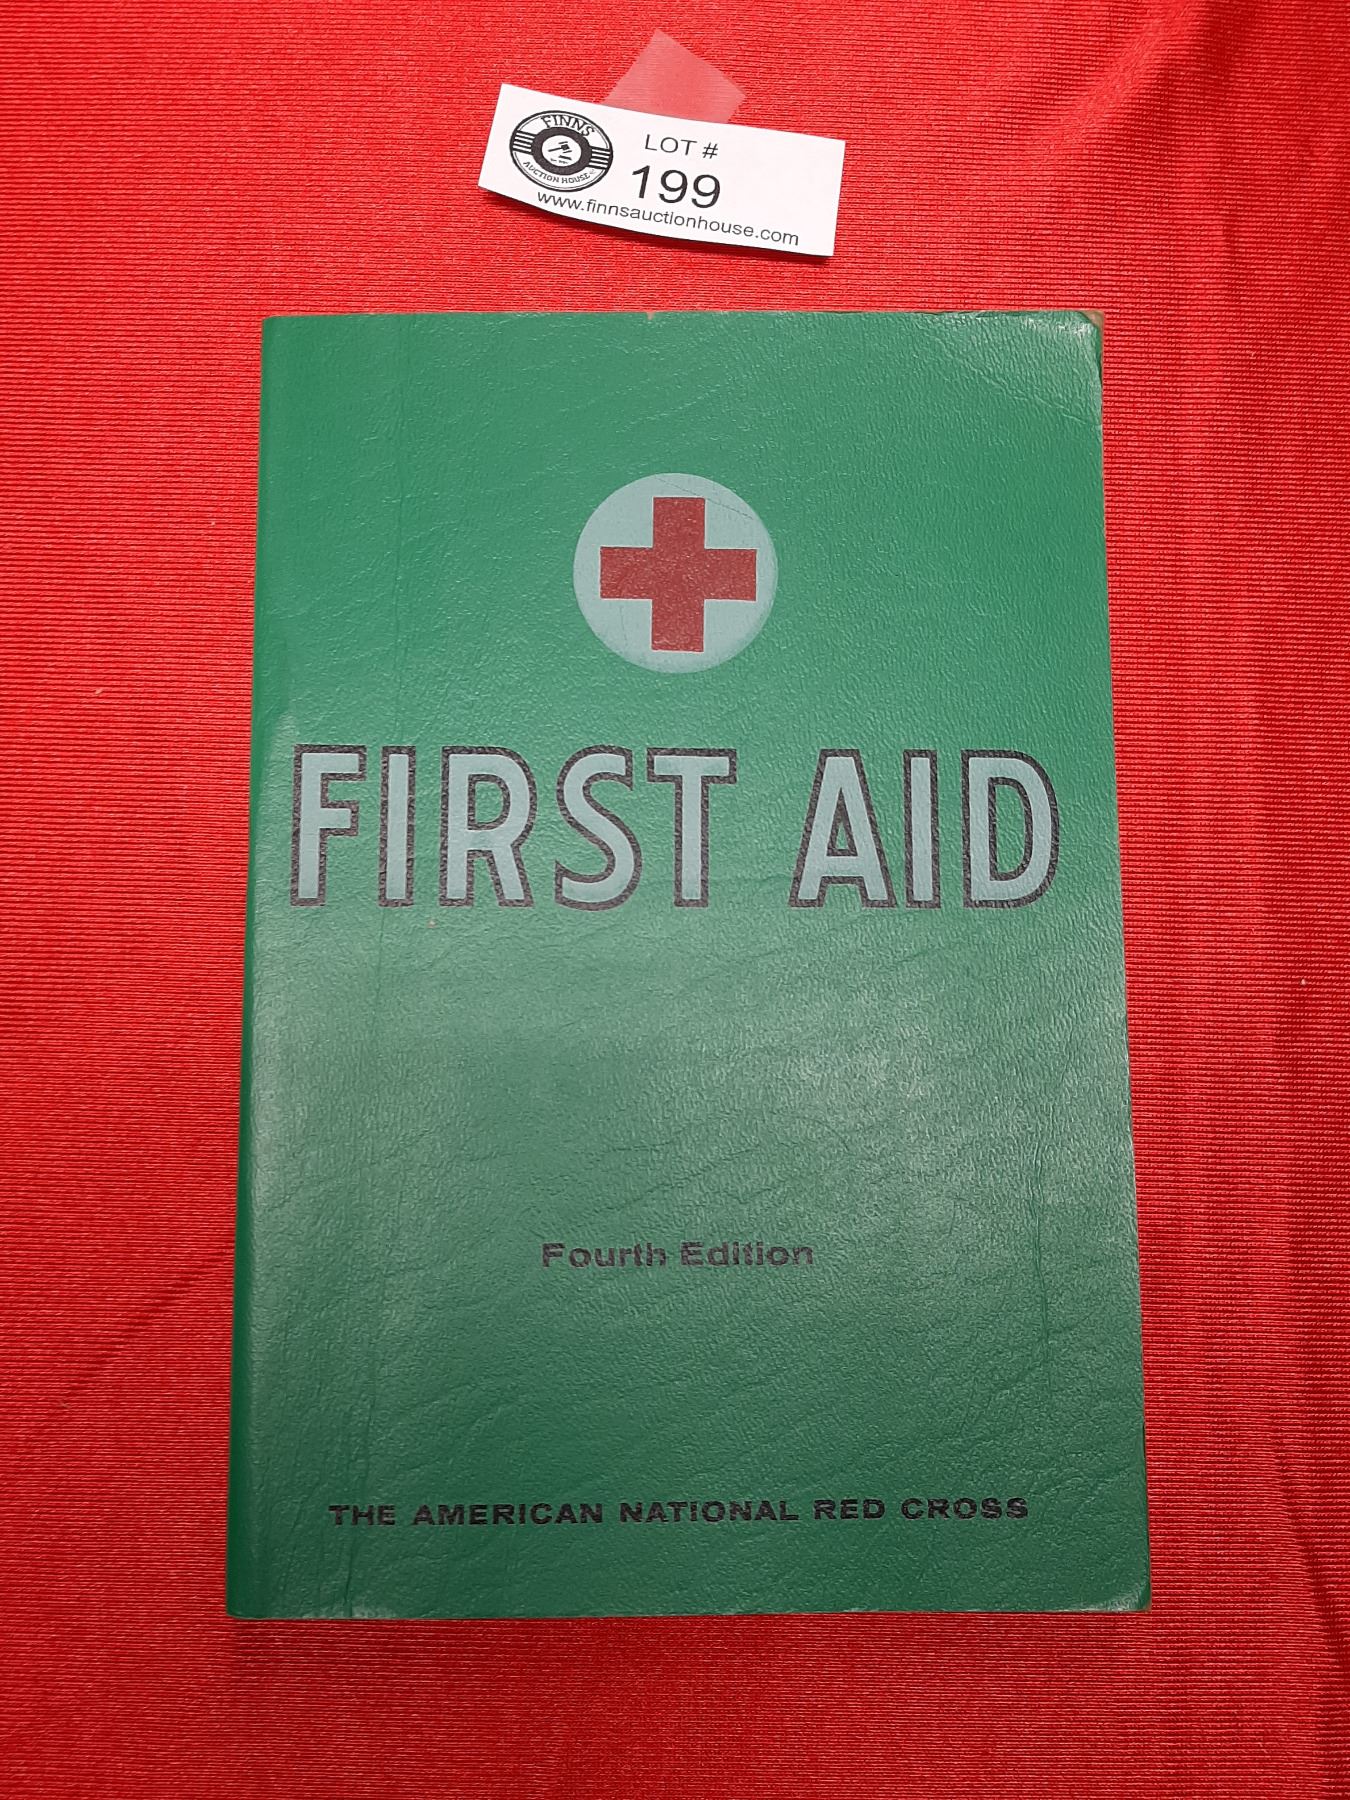 FINNS
AUCTION HOUSE
LOT #
199
www.finnsauctionhouse.com
FIRST AID
Fourth Edition
THE AMERICAN NATIONAL RED CROSS